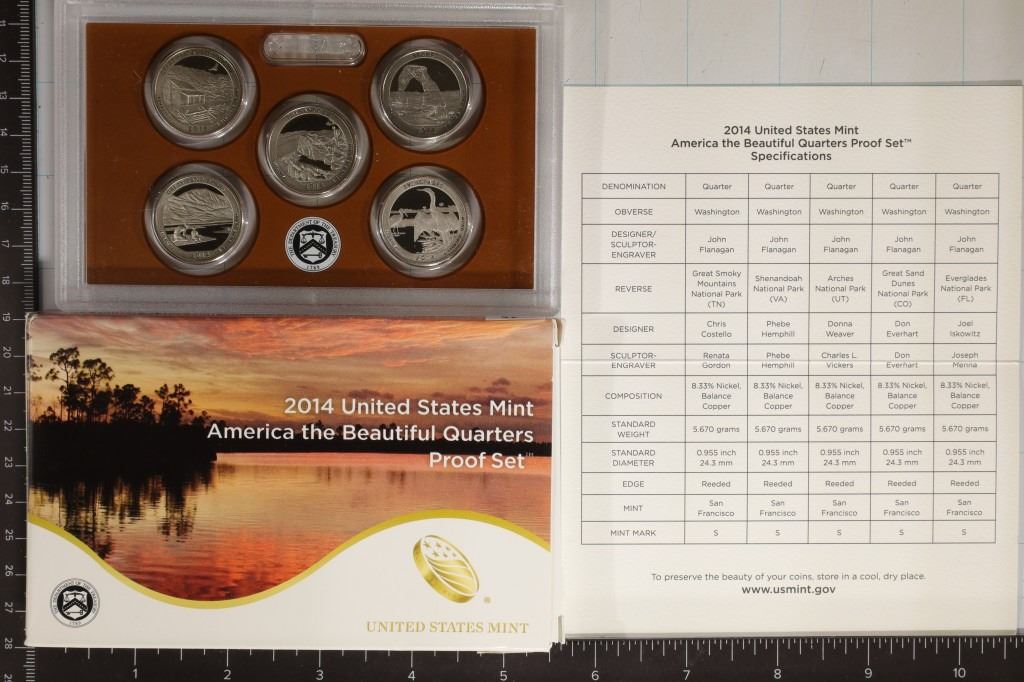 2014 United States Mint
America the Beautiful Quarters
Proof Set™
UNITED STATES MINT
THE DEPARTMENT OF THE TREASURY
1789
2014 United States Mint
America the Beautiful Quarters Proof Set™
Specifications
DENOMINATION Quarter Quarter Quarter Quarter Quarter
OBVERSE Washington Washington Washington Washington Washington
DESIGNER/
SCULPTOR-
ENGRAVER
John Flanagan John Flanagan John Flanagan John Flanagan John Flanagan
REVERSE
Great Smoky Mountains National Park (TN)
Shenandoah National Park (VA)
Arches National Park (UT)
Great Sand Dunes National Park (CO)
Everglades National Park (FL)
DESIGNER Chris Costello Phebe Hemphill Donna Weaver Don Everhart Joel Iskowitz
SCULPTOR-
ENGRAVER
Renata Gordon Phebe Hemphill Charles L. Vickers Don Everhart Joseph Menna
COMPOSITION
8.33% Nickel, Balance Copper
8.33% Nickel, Balance Copper
8.33% Nickel, Balance Copper
8.33% Nickel, Balance Copper
8.33% Nickel, Balance Copper
STANDARD
WEIGHT
5.670 grams 5.670 grams 5.670 grams 5.670 grams 5.670 grams
STANDARD
DIAMETER
0.955 inch 0.955 inch 0.955 inch 0.955 inch 0.955 inch
24.3 mm 24.3 mm 24.3 mm 24.3 mm 24.3 mm
EDGE Reeded Reeded Reeded Reeded Reeded
MINT San Francisco San Francisco San Francisco San Francisco San Francisco
MINT MARK S S S S S
To preserve the beauty of your coins, store in a cool, dry place.
www.usmint.gov
11
12
13
14
15
16
17
18
19
20
21
22
23
24
25
26
27
28
1 2 3 4 5 6 7 8 9 10